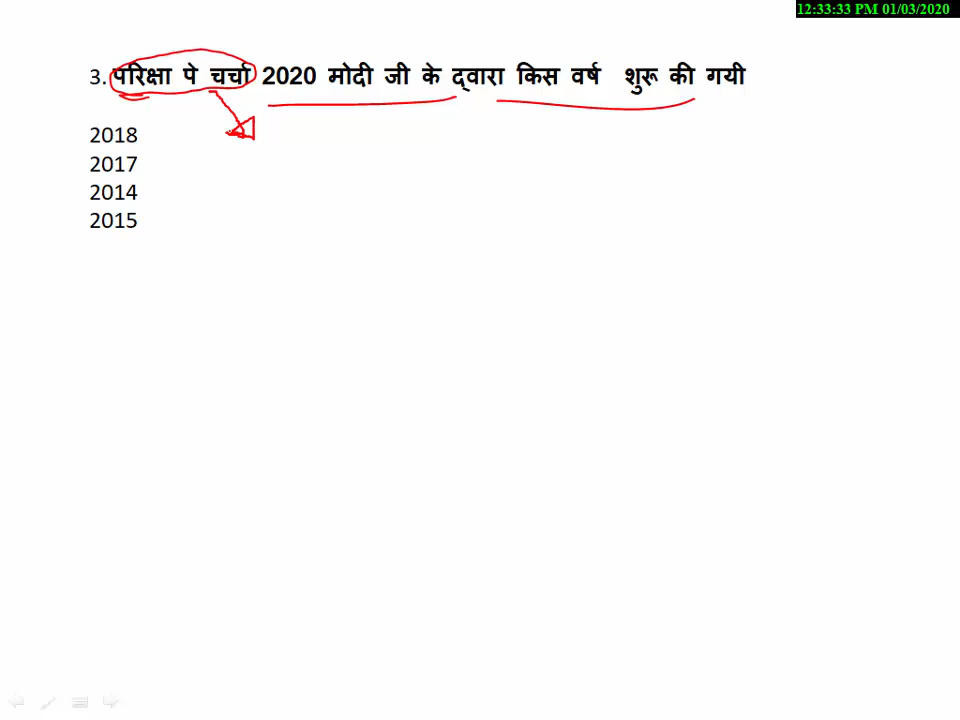 12:33:33 PM 01/03/2020
3. परिक्षा पे चर्चा 2020 मोदी जी के द्वारा किस वर्ष शुरू की गयी
2018
2017
2014
2015